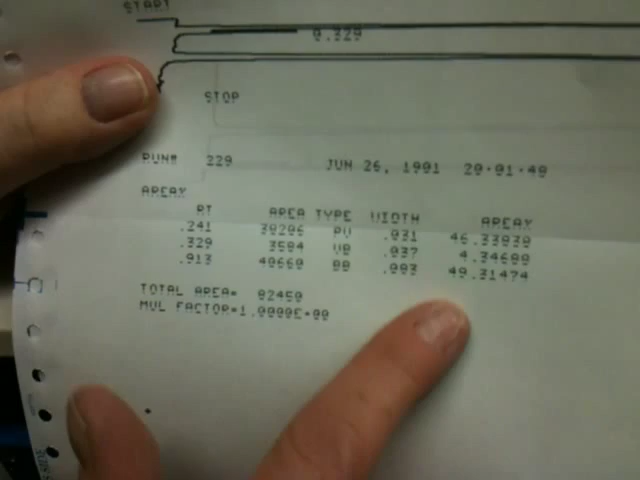 START
0.329
STOP
RUN# 229 JUN 26, 1991 20:01:48
AREA%
RT AREA TYPE WIDTH AREA%
.241 38206 PV .031 46.33838
.329 3584 VB .037 4.34688
.913 40660 BB .083 49.31474
TOTAL AREA= 82450
MUL FACTOR=1.0000E+00